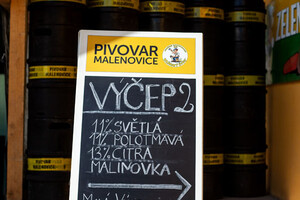 PIVOVAR
MALENOVICE
VÝČEP 2
11% SVĚTLÁ
11% POLOTMAVÁ
13% CITRA
MALINOVKA